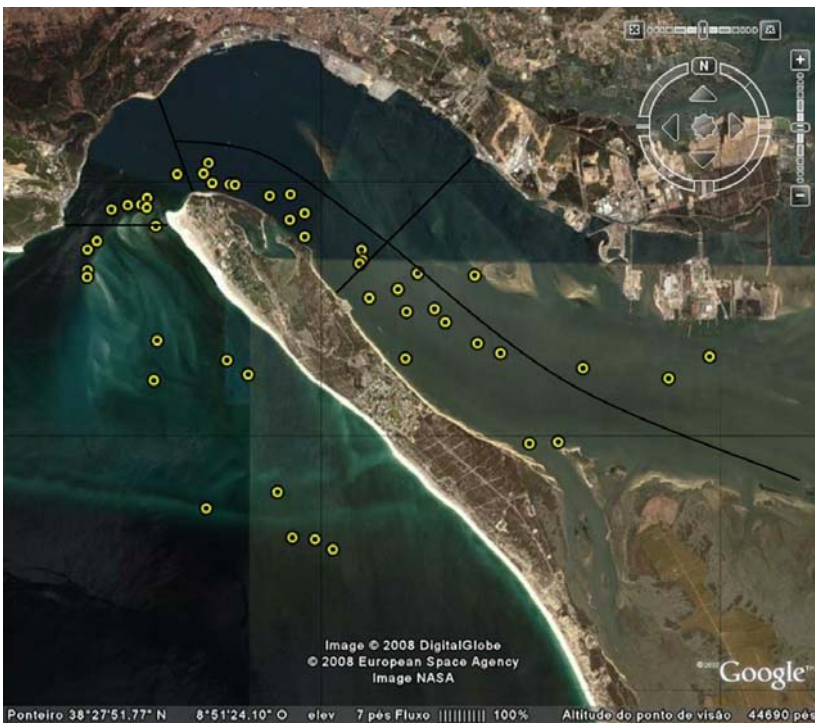 N
Image © 2008 DigitalGlobe
© 2008 European Space Agency
Image NASA
Google
Ponteiro 38°27'51.77" N 8°51'24.10" O elev 7 pés Fluxo 100% Altitude do ponto de visão 44690 pés